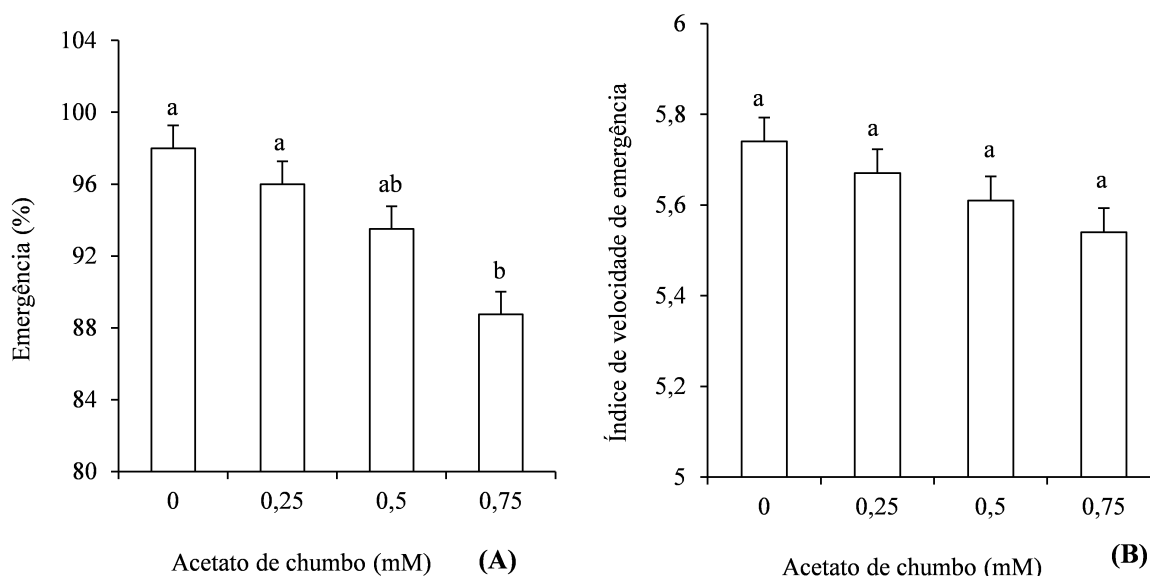 Emergência (%)
104
100
96
92
88
84
80
a
a
ab
b
0
0,25
0,5
0,75
Acetato de chumbo (mM)
(A)
Índice de velocidade de emergência
6
5,8
5,6
5,4
5,2
5
a
a
a
a
0
0,25
0,5
0,75
Acetato de chumbo (mM)
(B)